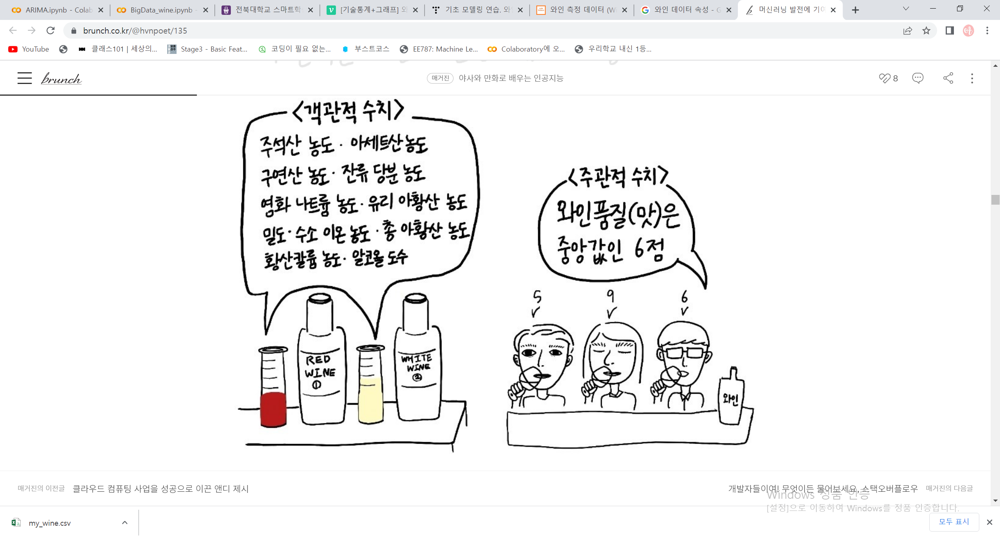 ARIMA.ipynb - Colab
BigData_wine.ipynb -
전북대학교 스마트학
[기술통계+그래프] 와
기초 모델링 연습. 와
와인 측정 데이터 (Wi
와인 데이터 속성 - G
머신러닝 발전에 기여
brunch.co.kr/@hvnpoet/135
YouTube
클래스101 | 세상의...
Stage3 - Basic Feat...
코딩이 필요 없는...
부스트코스
EE787: Machine Le...
Colaboratory에 오...
우리학교 내신 1등...
brunch
매거진 야사와 만화로 배우는 인공지능
8
<객관적 수치>
주석산 농도 · 아세트산 농도
구연산 농도 · 잔류 당분 농도
염화 나트륨 농도 · 유리 아황산 농도
밀도 · 수소 이온 농도 · 총 아황산 농도
황산칼륨 농도 · 알코올 도수
<주관적 수치>
와인품질(맛)은
중앙값인 6점
5 9 6
RED
WINE
①
WHITE
WINE
②
와인
매거진의 이전글 클라우드 컴퓨팅 사업을 성공으로 이끈 앤디 제시
개발자들이여! 무엇이든 물어보세요, 스택오버플로우 매거진의 다음글
Windows 정품 인증
[설정]으로 이동하여 Windows를 정품 인증합니다.
my_wine.csv
모두 표시